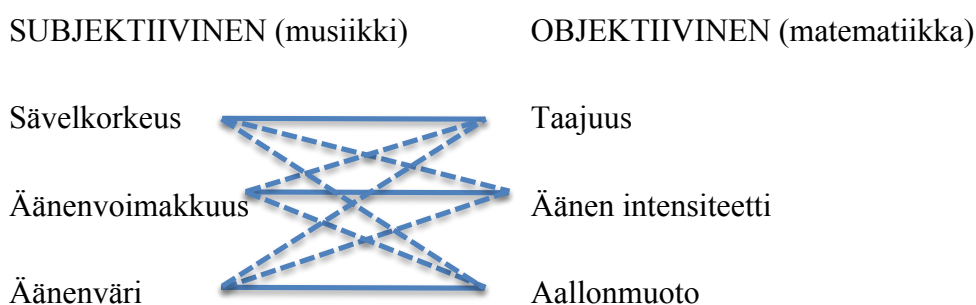 SUBJEKTIIVINEN (musiikki) OBJEKTIIVINEN (matematiikka)
Sävelkorkeus Taajuus
Äänenvoimakkuus Äänen intensiteetti
Äänenväri Aallonmuoto